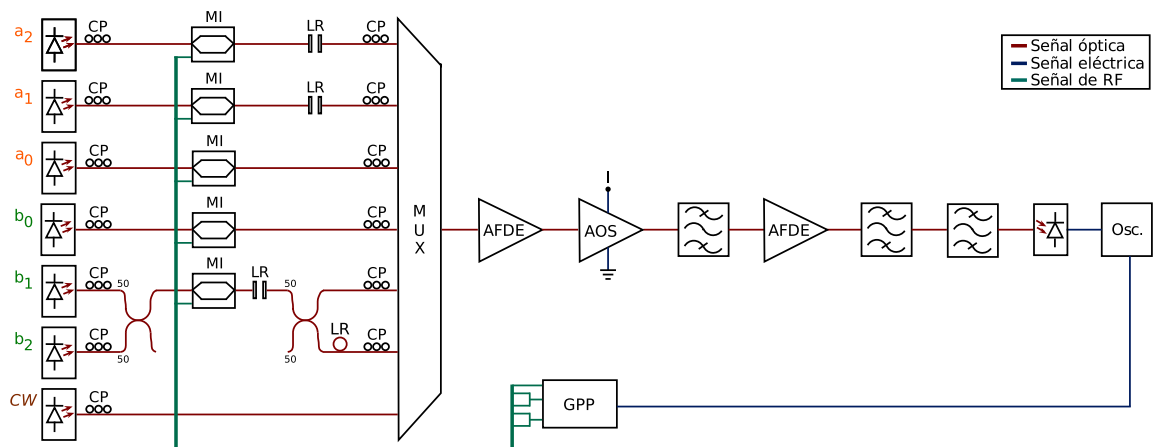 a2 CP MI LR CP
a1 CP MI LR CP
a0 CP MI CP
b0 CP MI CP
b1 CP 50 MI LR 50 CP
b2 CP 50 50 LR CP
CW CP
M
U
X
AFDE
I
AOS
AFDE
Osc.
GPP
Señal óptica
Señal eléctrica
Señal de RF